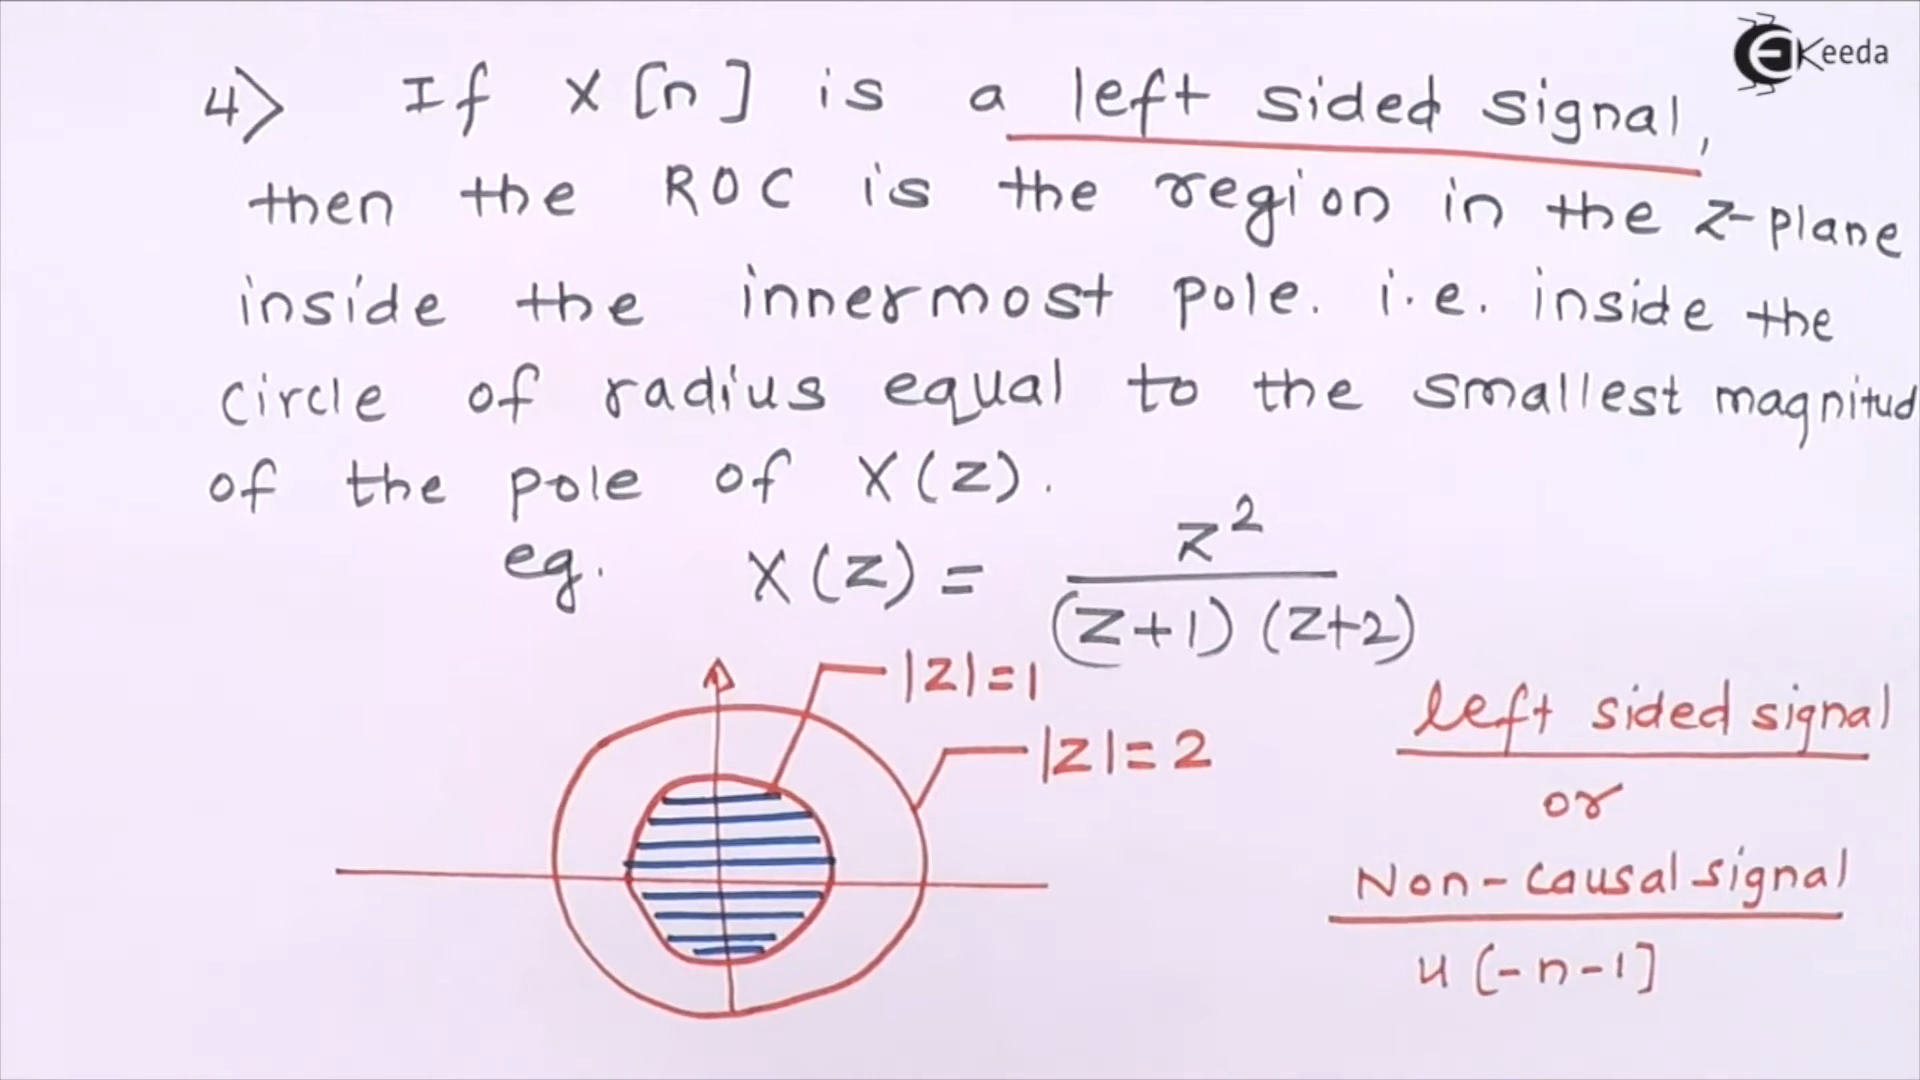 EKeeda
4> If x[n] is a left sided signal,
then the ROC is the region in the z-plane
inside the innermost pole. i.e. inside the
circle of radius equal to the smallest magnitud
of the pole of X(z).
eg. X(z) = z² / (z+1)(z+2)
|z|=1
|z|=2
left sided signal
or
Non-causal signal
u[-n-1]